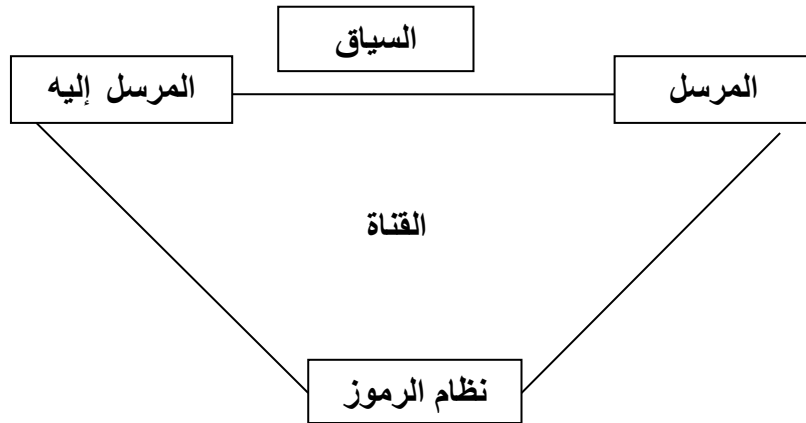 السياق
المرسل
المرسل إليه
القناة
نظام الرموز